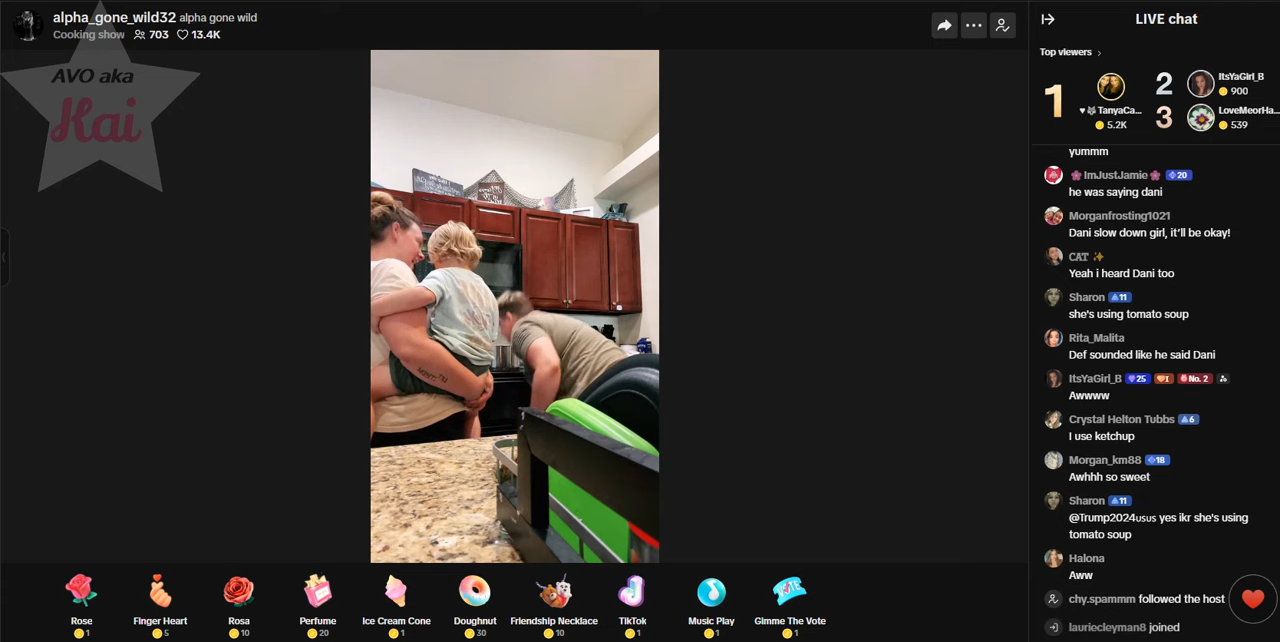 alpha_gone_wild32 alpha gone wild
Cooking show 703 13.4K
AVO aka
Kai
LIVE chat
Top viewers >
1
♥🐺TanyaCa...
5.2K
2
ItsYaGirl_B
900
3
LoveMeorHa...
539
yummm
🌸ImJustJamie🌸 20
he was saying dani
Morganfrosting1021
Dani slow down girl, it'll be okay!
CAT ✨
Yeah i heard Dani too
Sharon 11
she's using tomato soup
Rita_Malita
Def sounded like he said Dani
ItsYaGirl_B 25 I No. 2
Awwww
Crystal Helton Tubbs 6
I use ketchup
Morgan_km88 18
Awhhh so sweet
Sharon 11
@Trump2024ᴜsᴜs yes ikr she's using
tomato soup
Halona
Aww
chy.spammm followed the host
lauriecleyman8 joined
Rose
1
Finger Heart
5
Rosa
10
Perfume
20
Ice Cream Cone
1
Doughnut
30
Friendship Necklace
10
TikTok
1
Music Play
1
VOTE
Gimme The Vote
1